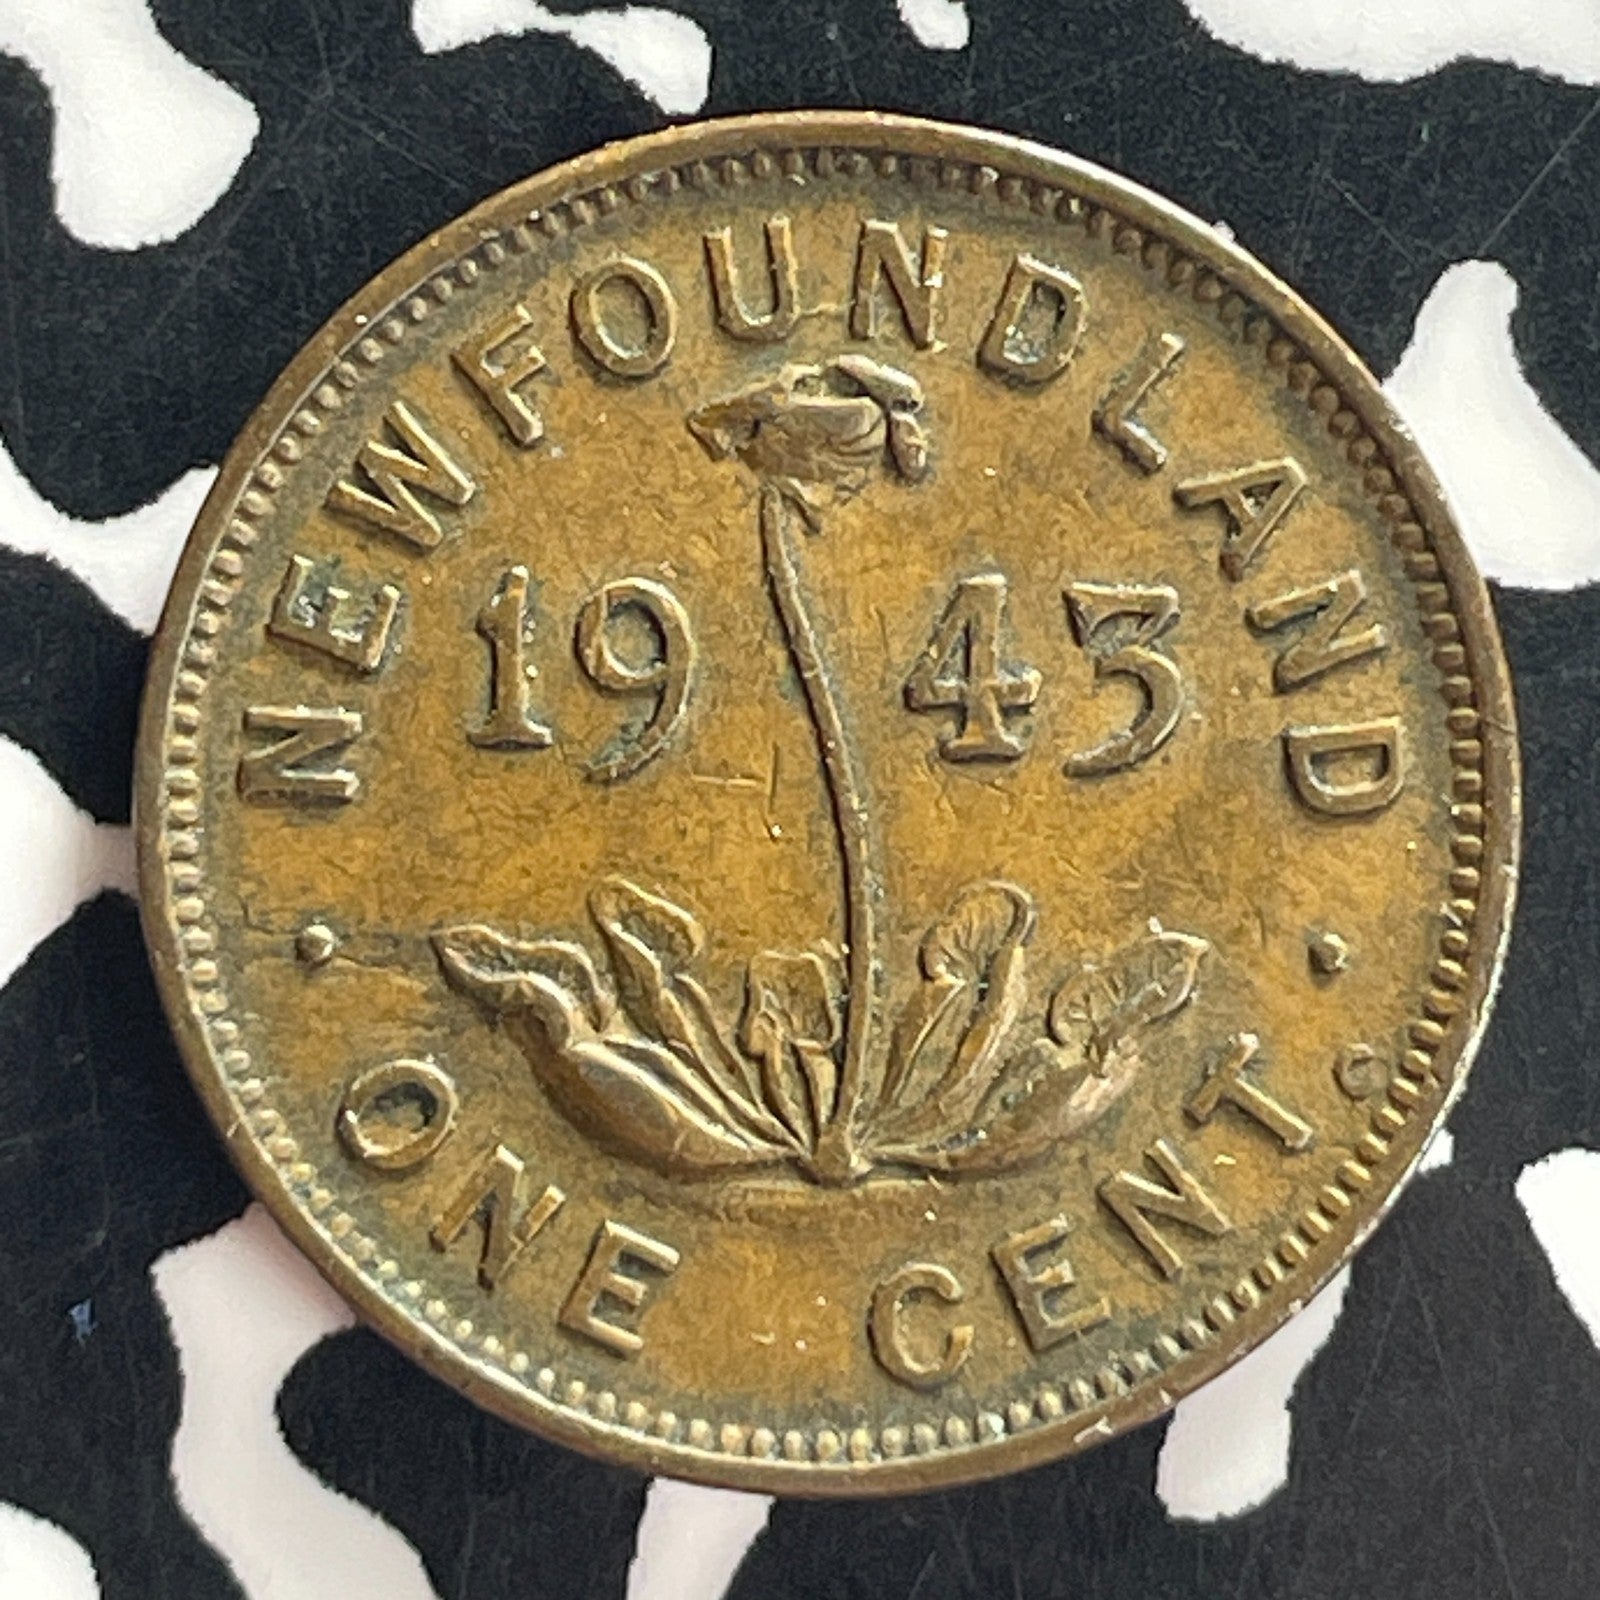 NEWFOUNDLAND
1943
ONE CENT
C